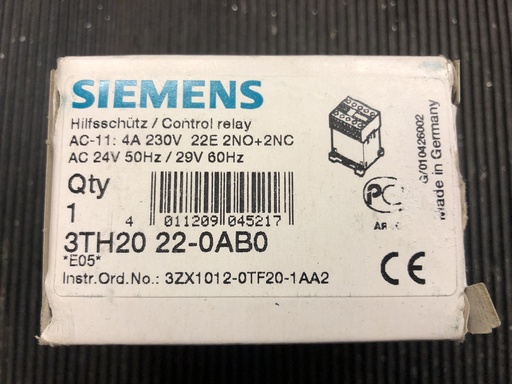 SIEMENS
Hilfsschütz / Control relay
AC-11: 4A 230V 22E 2NO+2NC
AC 24V 50Hz / 29V 60Hz
Qty
1
4 011209 045217
3TH20 22-0AB0
*E05*
Instr.Ord.No.: 3ZX1012-0TF20-1AA2
G/010426002
Made in Germany
CE